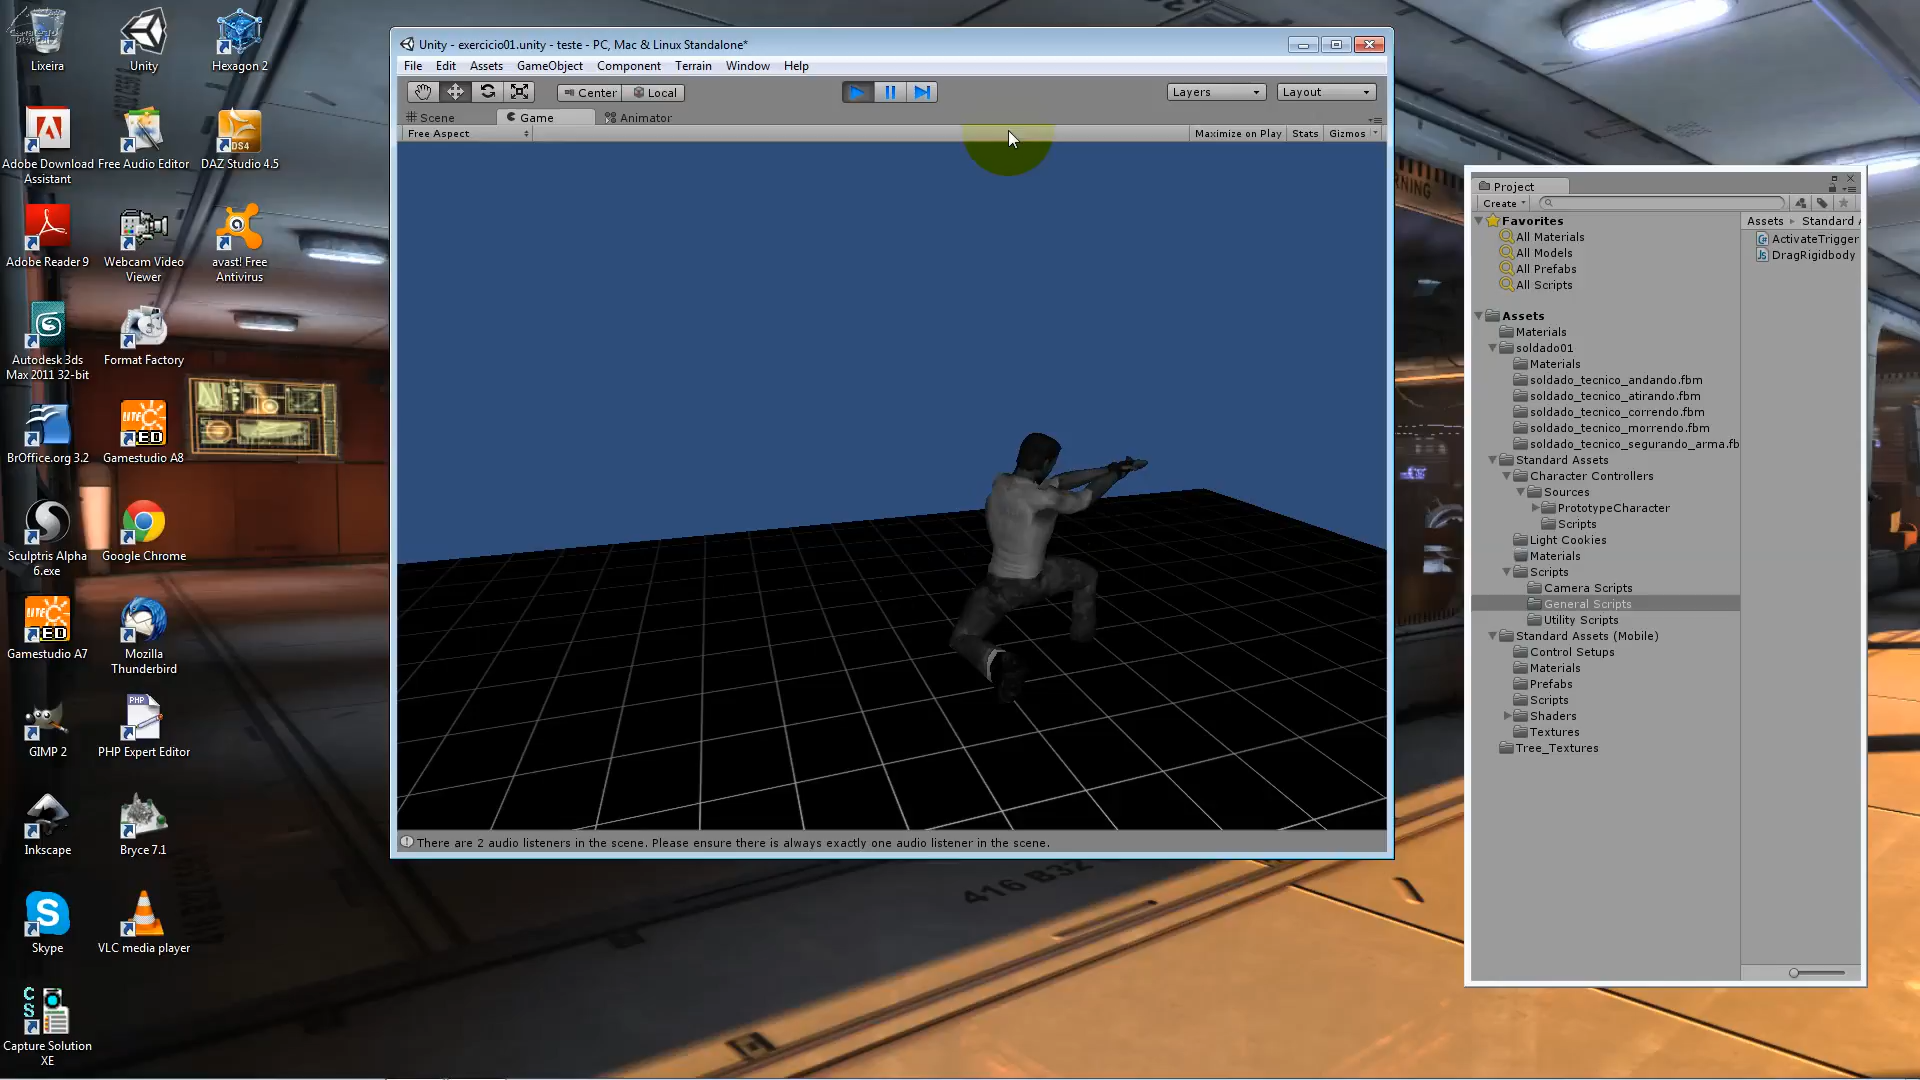 Lixeira
Unity
Hexagon 2
Adobe Download
Assistant
Free Audio Editor
DAZ Studio 4.5
Adobe Reader 9
Webcam Video
Viewer
avast! Free
Antivirus
Autodesk 3ds
Max 2011 32-bit
Format Factory
BrOffice.org 3.2
Gamestudio A8
Sculptris Alpha
6.exe
Google Chrome
Gamestudio A7
Mozilla
Thunderbird
GIMP 2
PHP Expert Editor
Inkscape
Bryce 7.1
Skype
VLC media player
Capture Solution
XE
Unity - exercicio01.unity - teste - PC, Mac & Linux Standalone*
File Edit Assets GameObject Component Terrain Window Help
Center Local Layers Layout
Scene Game Animator
Free Aspect Maximize on Play Stats Gizmos
There are 2 audio listeners in the scene. Please ensure there is always exactly one audio listener in the scene.
416 B32
Project
Create
Favorites
All Materials
All Models
All Prefabs
All Scripts
Assets
Materials
soldado01
Materials
soldado_tecnico_andando.fbm
soldado_tecnico_atirando.fbm
soldado_tecnico_correndo.fbm
soldado_tecnico_morrendo.fbm
soldado_tecnico_segurando_arma.fb
Standard Assets
Character Controllers
Sources
PrototypeCharacter
Scripts
Light Cookies
Materials
Scripts
Camera Scripts
General Scripts
Utility Scripts
Standard Assets (Mobile)
Control Setups
Materials
Prefabs
Scripts
Shaders
Textures
Tree_Textures
Assets Standard A
ActivateTrigger
DragRigidbody